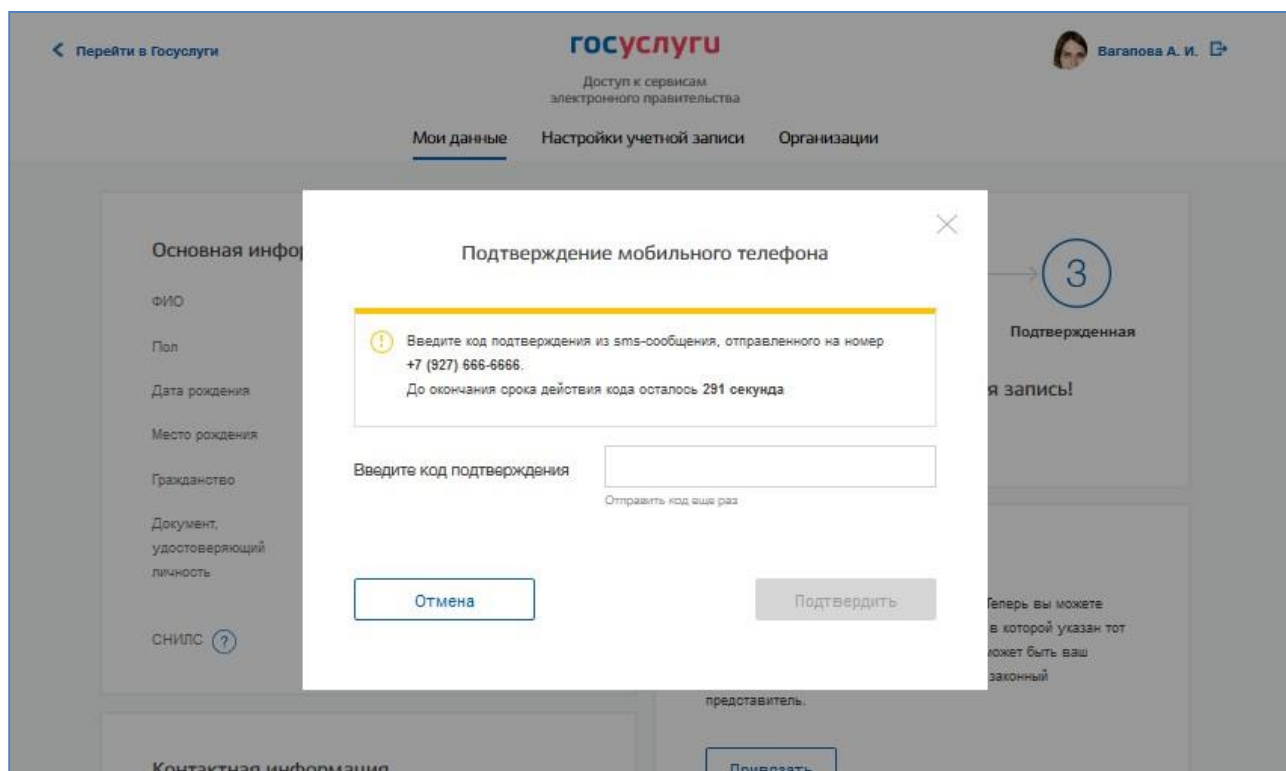 Перейти в Госуслуги
госуслуги
Вагапова А. И.
Доступ к сервисам
электронного правительства
Мои данные Настройки учетной записи Организации
Основная инфор
ФИО
Пол
Дата рождения
Место рождения
Гражданство
Документ,
удостоверяющий
личность
СНИЛС ?
Подтверждение мобильного телефона
Введите код подтверждения из sms-сообщения, отправленного на номер
+7 (927) 666-6666.
До окончания срока действия кода осталось 291 секунда
Введите код подтверждения
Отправить код еще раз
Отмена Подтвердить
3
Подтвержденная
я запись!
Теперь вы можете
в которой указан тот
может быть ваш
законный
представитель.
Контактная информация
Привязать